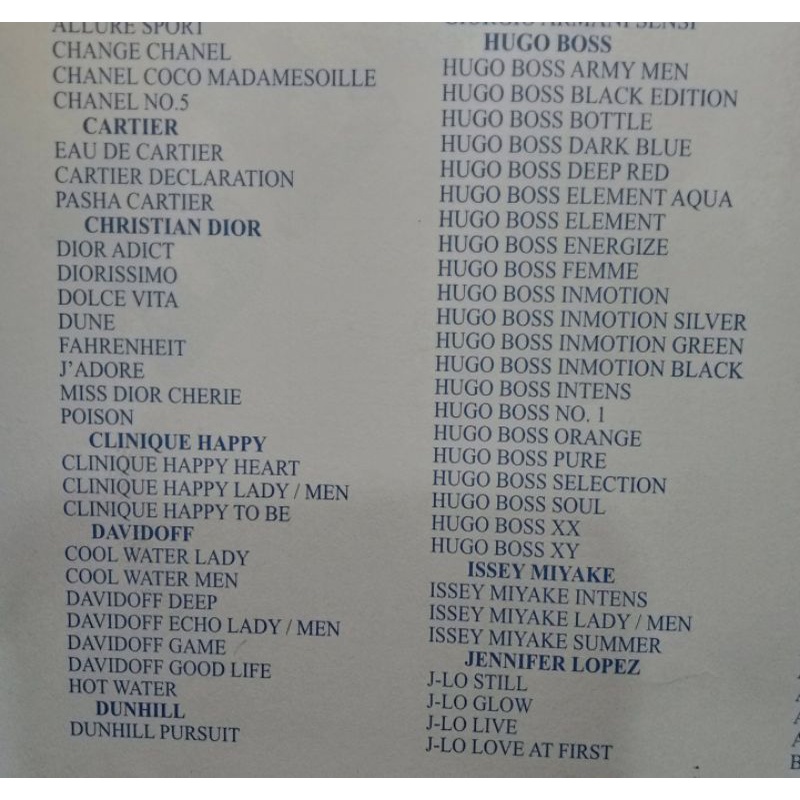 ALLURE SPORT
CHANGE CHANEL
CHANEL COCO MADAMESOILLE
CHANEL NO.5
CARTIER
EAU DE CARTIER
CARTIER DECLARATION
PASHA CARTIER
CHRISTIAN DIOR
DIOR ADICT
DIORISSIMO
DOLCE VITA
DUNE
FAHRENHEIT
J'ADORE
MISS DIOR CHERIE
POISON
CLINIQUE HAPPY
CLINIQUE HAPPY HEART
CLINIQUE HAPPY LADY / MEN
CLINIQUE HAPPY TO BE
DAVIDOFF
COOL WATER LADY
COOL WATER MEN
DAVIDOFF DEEP
DAVIDOFF ECHO LADY / MEN
DAVIDOFF GAME
DAVIDOFF GOOD LIFE
HOT WATER
DUNHILL
DUNHILL PURSUIT
GIORGIO ARMANI SENSI
HUGO BOSS
HUGO BOSS ARMY MEN
HUGO BOSS BLACK EDITION
HUGO BOSS BOTTLE
HUGO BOSS DARK BLUE
HUGO BOSS DEEP RED
HUGO BOSS ELEMENT AQUA
HUGO BOSS ELEMENT
HUGO BOSS ENERGIZE
HUGO BOSS FEMME
HUGO BOSS INMOTION
HUGO BOSS INMOTION SILVER
HUGO BOSS INMOTION GREEN
HUGO BOSS INMOTION BLACK
HUGO BOSS INTENS
HUGO BOSS NO. 1
HUGO BOSS ORANGE
HUGO BOSS PURE
HUGO BOSS SELECTION
HUGO BOSS SOUL
HUGO BOSS XX
HUGO BOSS XY
ISSEY MIYAKE
ISSEY MIYAKE INTENS
ISSEY MIYAKE LADY / MEN
ISSEY MIYAKE SUMMER
JENNIFER LOPEZ
J-LO STILL
J-LO GLOW
J-LO LIVE
J-LO LOVE AT FIRST